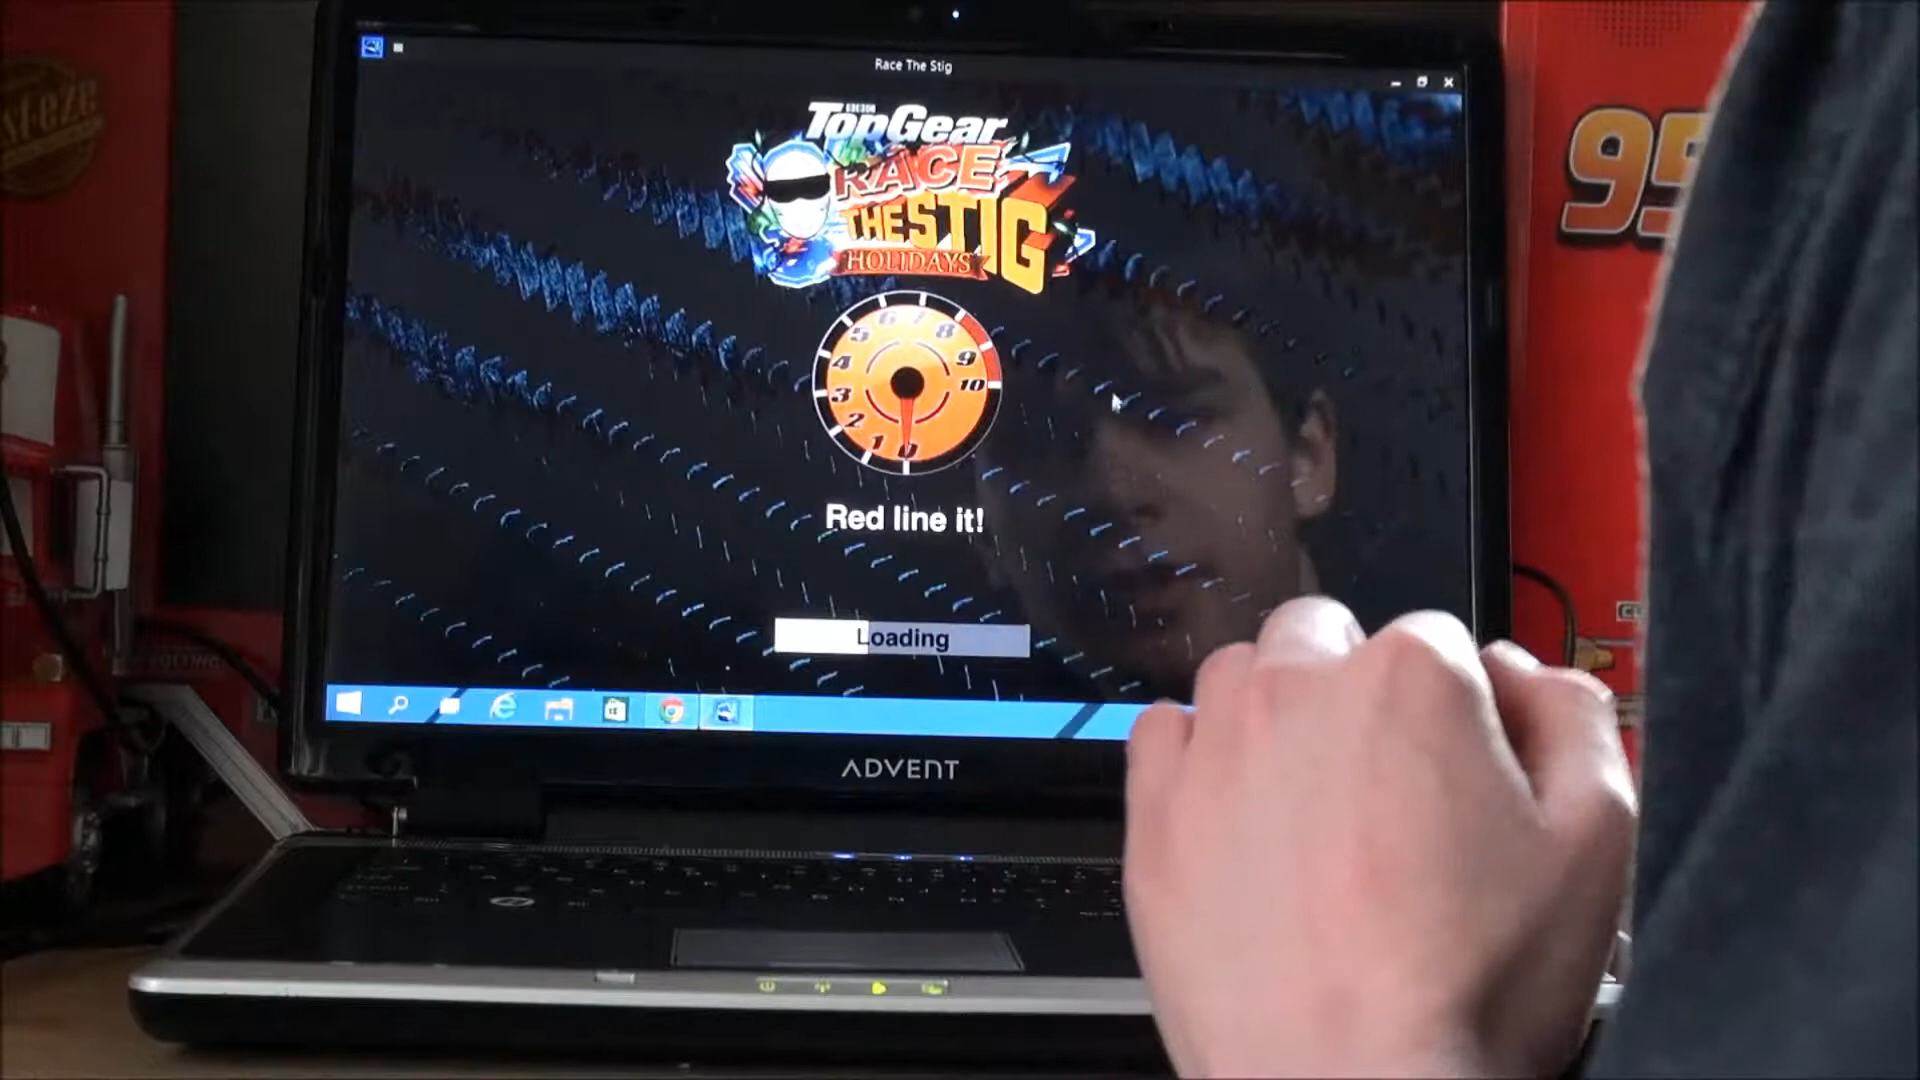 Race The Stig
TopGear
RACE
THE STIG
HOLIDAYS
5 6 7 8
4 9
3 10
2 1 0
Red line it!
Loading
ADVENT
95